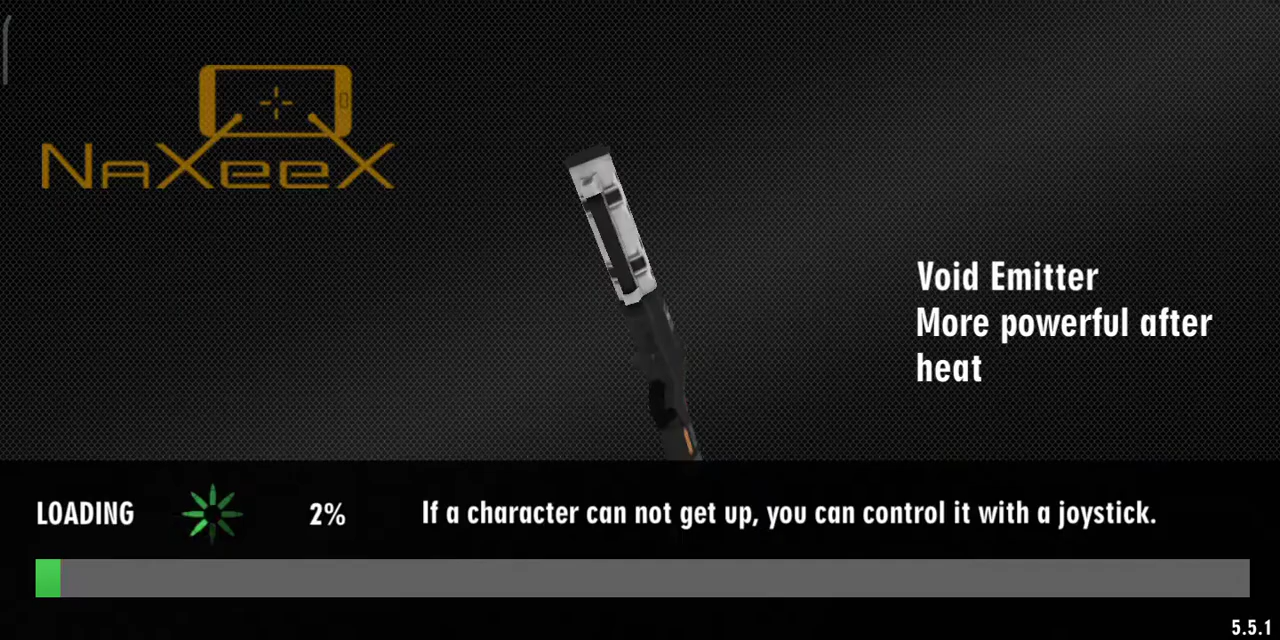 NaXeeX
Void Emitter
More powerful after
heat
LOADING 2% If a character can not get up, you can control it with a joystick.
5.5.1